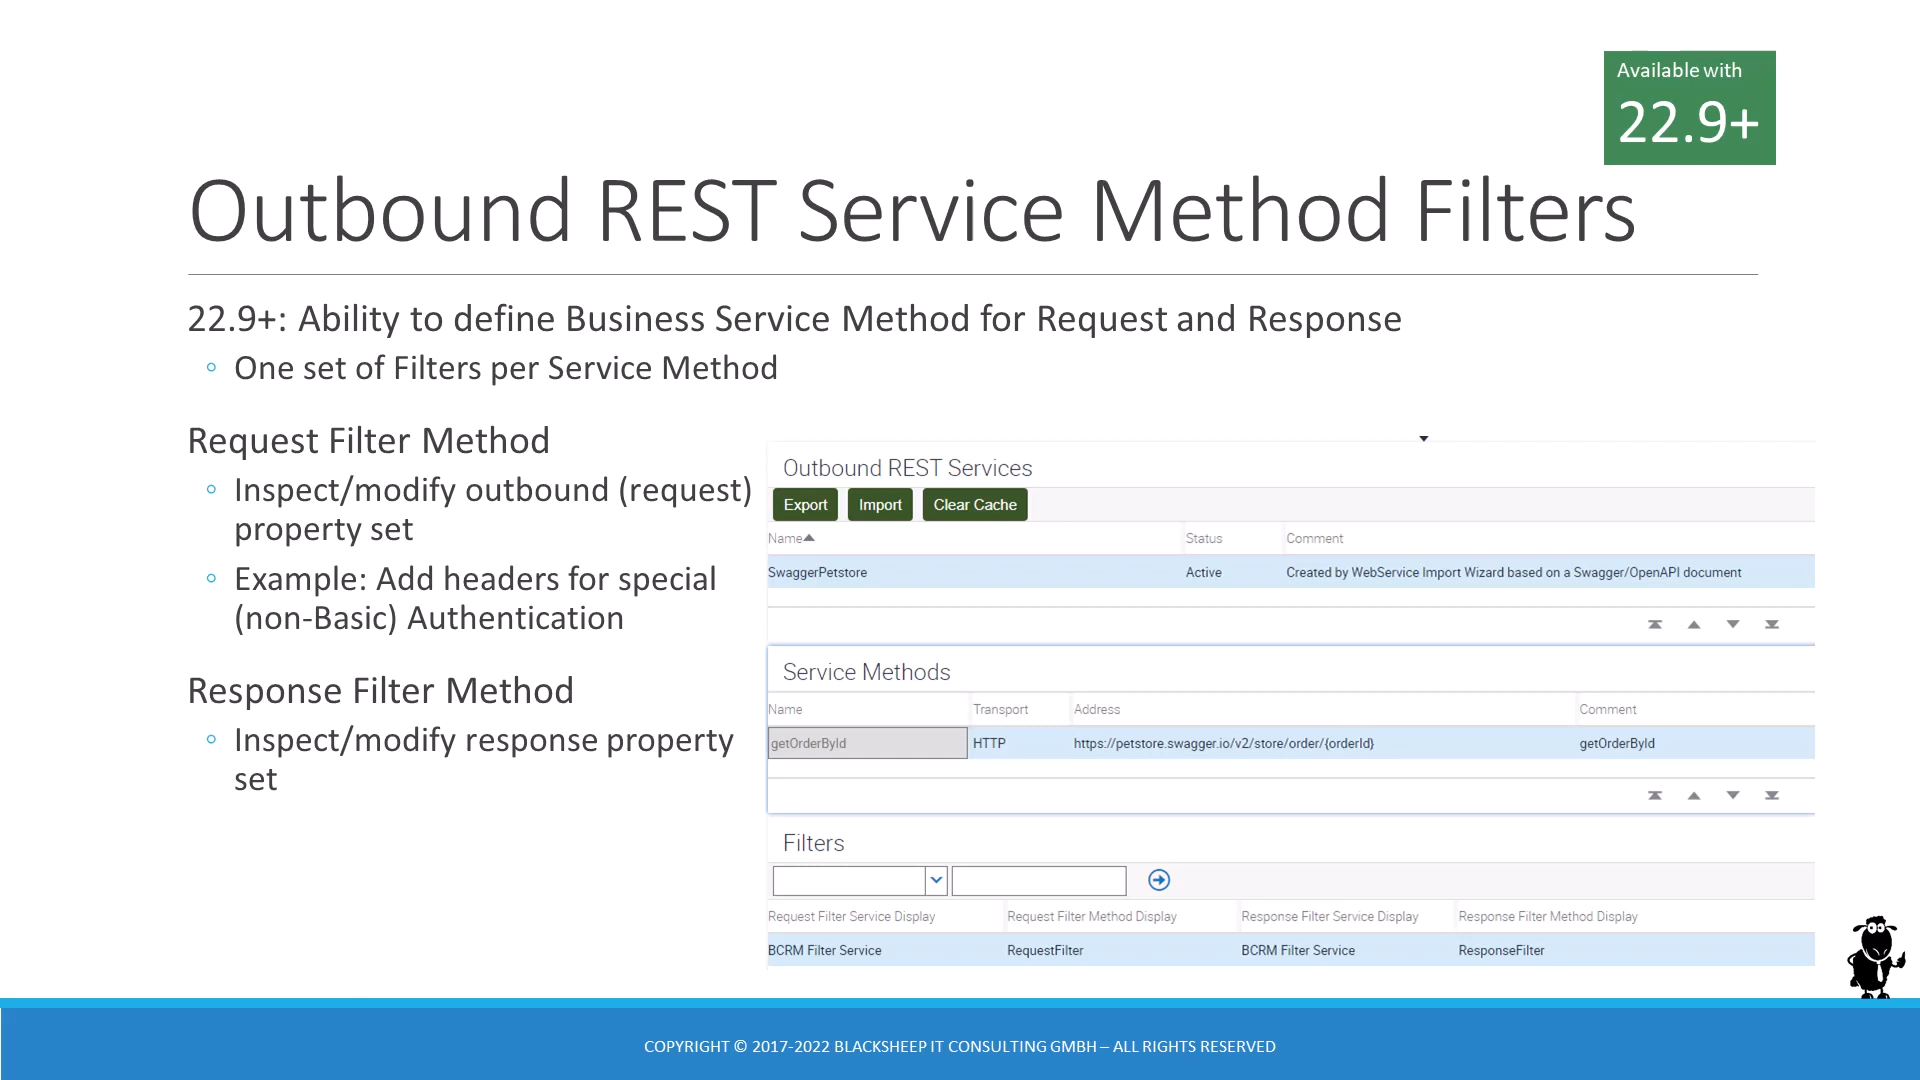 Available with
22.9+
Outbound REST Service Method Filters
22.9+: Ability to define Business Service Method for Request and Response
◦ One set of Filters per Service Method
Request Filter Method
◦ Inspect/modify outbound (request)
property set
◦ Example: Add headers for special
(non-Basic) Authentication
Response Filter Method
◦ Inspect/modify response property
set
Outbound REST Services
Export Import Clear Cache
Name Status Comment
SwaggerPetstore Active Created by WebService Import Wizard based on a Swagger/OpenAPI document
Service Methods
Name Transport Address Comment
getOrderById HTTP https://petstore.swagger.io/v2/store/order/{orderId} getOrderById
Filters
Request Filter Service Display Request Filter Method Display Response Filter Service Display Response Filter Method Display
BCRM Filter Service RequestFilter BCRM Filter Service ResponseFilter
COPYRIGHT © 2017-2022 BLACKSHEEP IT CONSULTING GMBH – ALL RIGHTS RESERVED